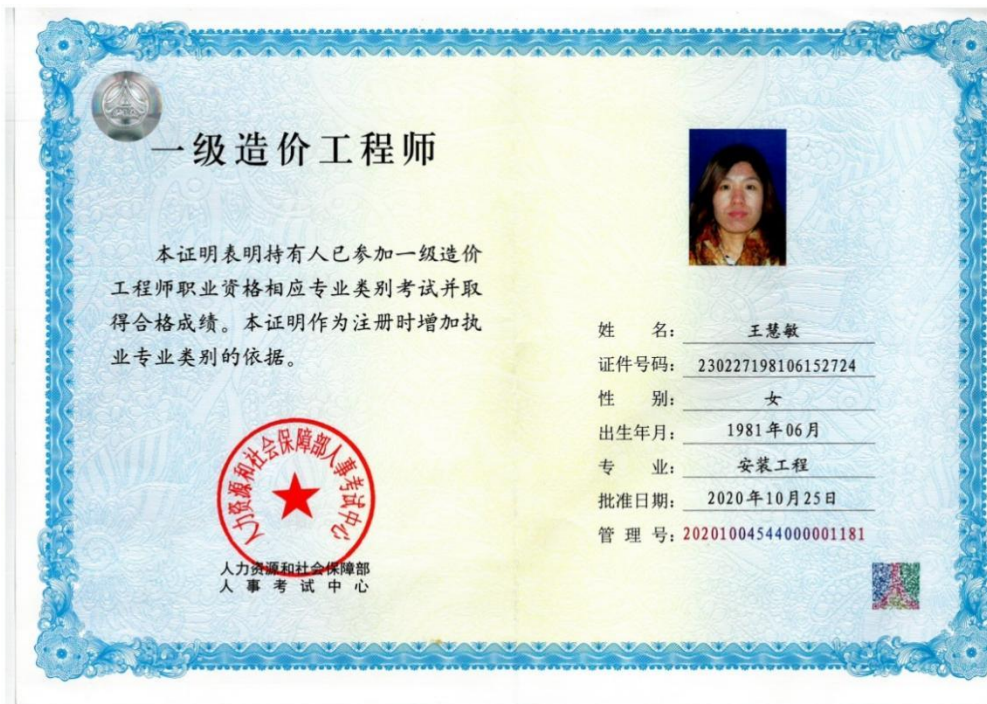 一级造价工程师
本证明表明持有人已参加一级造价
工程师职业资格相应专业类别考试并取
得合格成绩。本证明作为注册时增加执
业专业类别的依据。
人力资源和社会保障部人事考试中心
人力资源和社会保障部
人事考试中心
姓名：王慧敏
证件号码：230227198106152724
性别：女
出生年月：1981年06月
专业：安装工程
批准日期：2020年10月25日
管理号：20201004544000001181